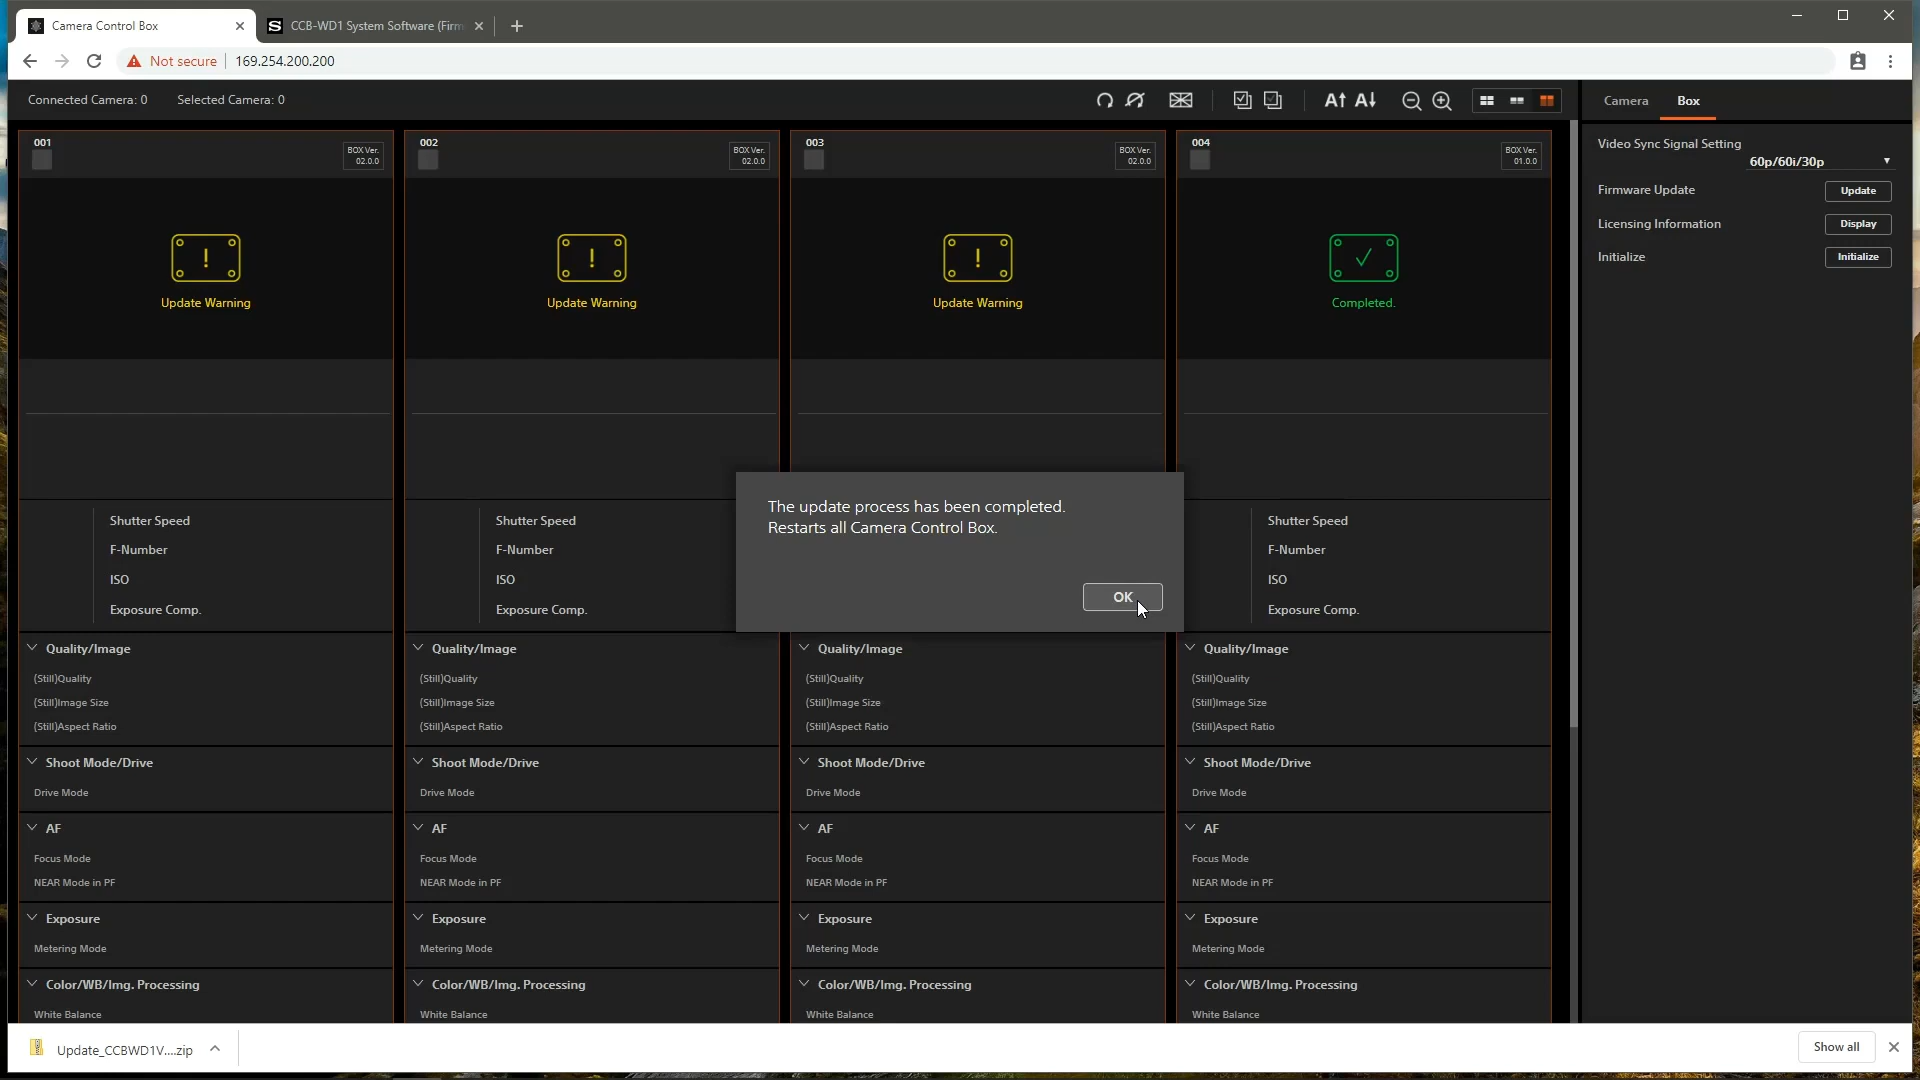 Camera Control Box
CCB-WD1 System Software (Firm
Not secure
169.254.200.200
Connected Camera: 0
Selected Camera: 0
Camera
Box
001
BOX Ver.
02.0.0
002
BOX Ver.
02.0.0
003
BOX Ver.
02.0.0
004
BOX Ver.
01.0.0
Video Sync Signal Setting
60p/60i/30p
Firmware Update
Update
Licensing Information
Display
Initialize
Initialize
Update Warning
Update Warning
Update Warning
Completed.
The update process has been completed.
Restarts all Camera Control Box.
OK
Shutter Speed
F-Number
ISO
Exposure Comp.
Shutter Speed
F-Number
ISO
Exposure Comp.
Shutter Speed
F-Number
ISO
Exposure Comp.
Quality/Image
(Still)Quality
(Still)Image Size
(Still)Aspect Ratio
Shoot Mode/Drive
Drive Mode
AF
Focus Mode
NEAR Mode in PF
Exposure
Metering Mode
Color/WB/Img. Processing
White Balance
Quality/Image
(Still)Quality
(Still)Image Size
(Still)Aspect Ratio
Shoot Mode/Drive
Drive Mode
AF
Focus Mode
NEAR Mode in PF
Exposure
Metering Mode
Color/WB/Img. Processing
White Balance
Quality/Image
(Still)Quality
(Still)Image Size
(Still)Aspect Ratio
Shoot Mode/Drive
Drive Mode
AF
Focus Mode
NEAR Mode in PF
Exposure
Metering Mode
Color/WB/Img. Processing
White Balance
Quality/Image
(Still)Quality
(Still)Image Size
(Still)Aspect Ratio
Shoot Mode/Drive
Drive Mode
AF
Focus Mode
NEAR Mode in PF
Exposure
Metering Mode
Color/WB/Img. Processing
White Balance
Update_CCBWD1V....zip
Show all